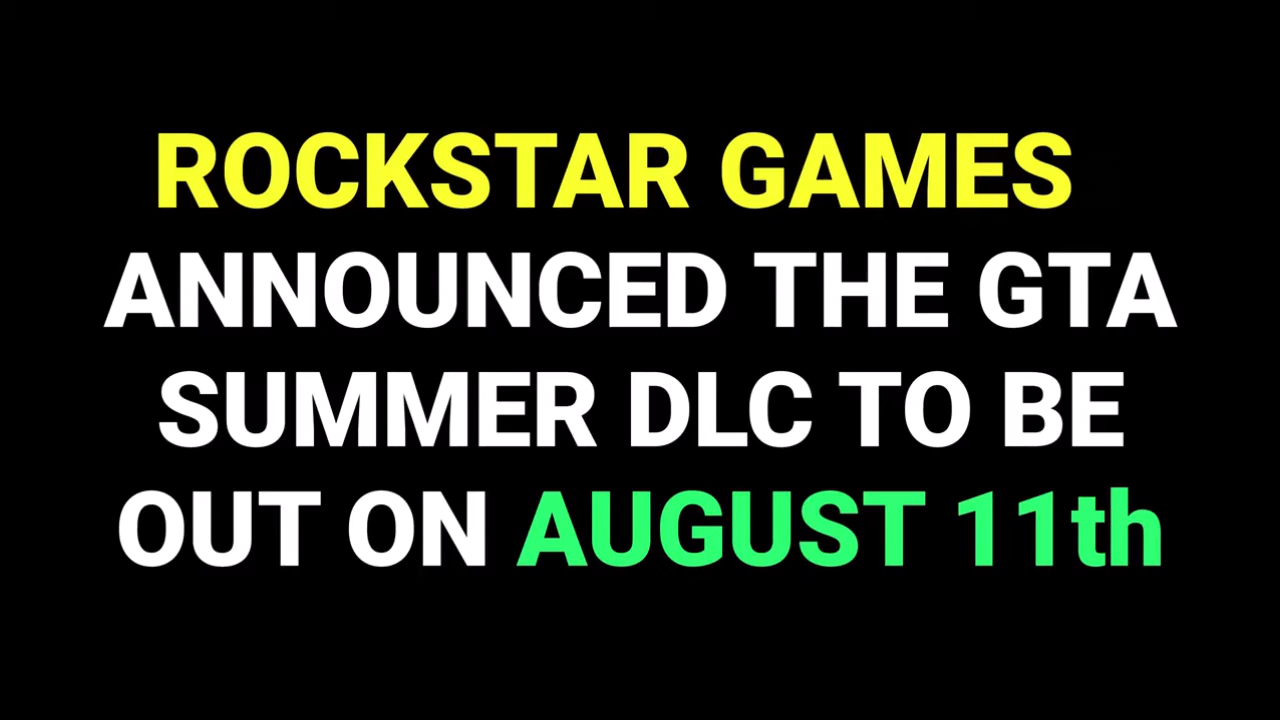 ROCKSTAR GAMES
ANNOUNCED THE GTA
SUMMER DLC TO BE
OUT ON AUGUST 11th